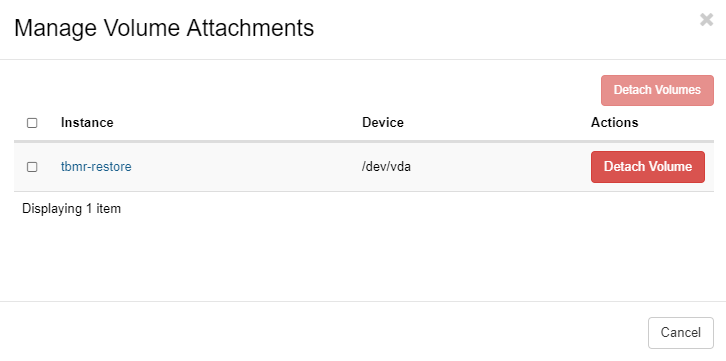 Manage Volume Attachments
Detach Volumes
Instance Device Actions
tbmr-restore /dev/vda Detach Volume
Displaying 1 item
Cancel